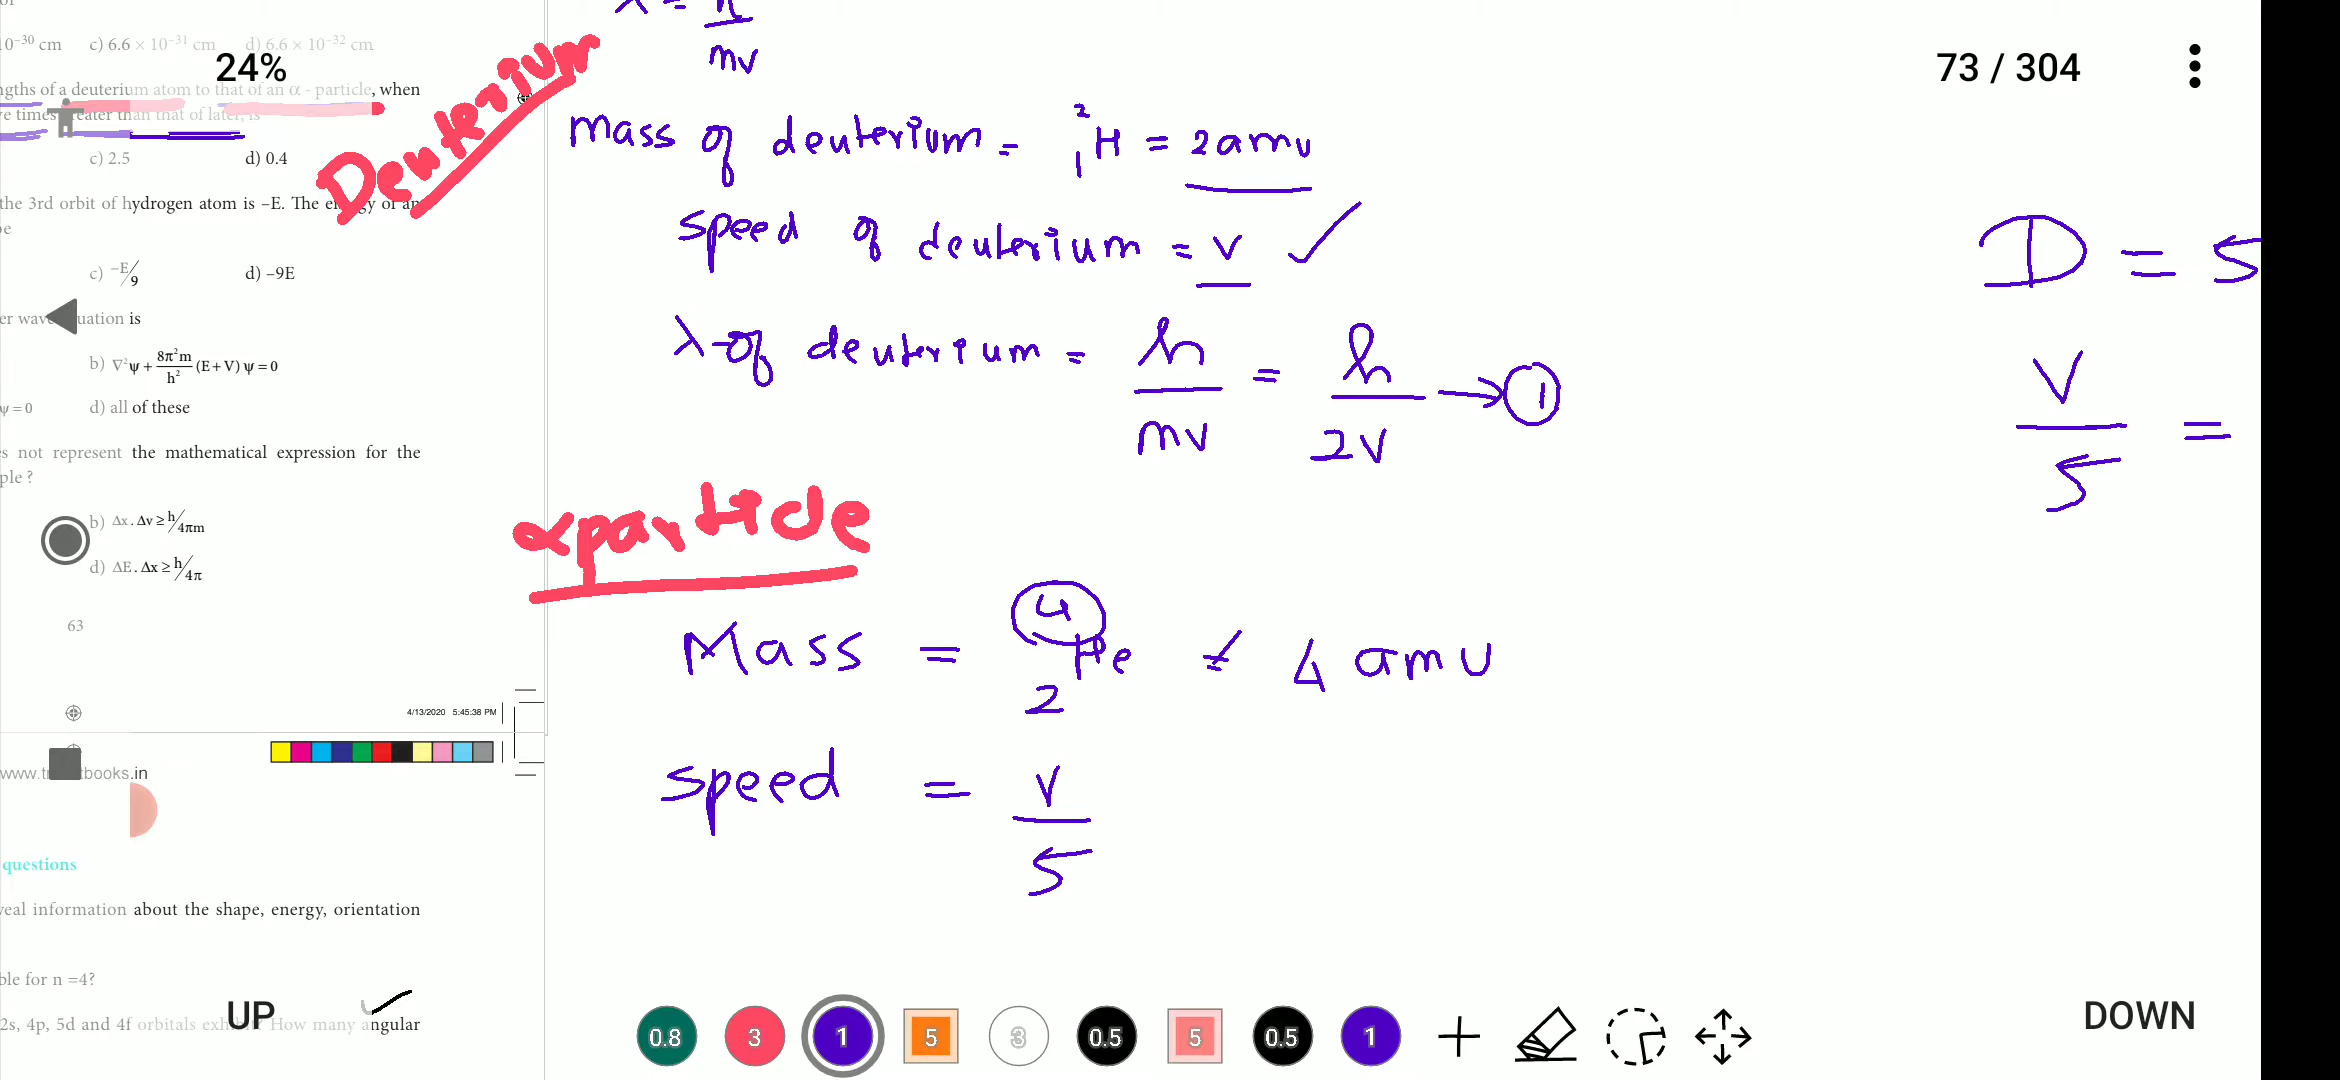 0⁻³⁰ cm c) 6.6 × 10⁻³¹ cm d) 6.6 × 10⁻³² cm
24%
73 / 304
ngths of a deuterium atom to that of an α - particle, when
ve times greater than that of later, is
c) 2.5 d) 0.4
the 3rd orbit of hydrogen atom is –E. The energy of an
c) –E/9 d) –9E
er wave equation is
b) ∇²ψ + 8π²m/h² (E+V) ψ = 0
ψ = 0 d) all of these
s not represent the mathematical expression for the
ple ?
b) Δx . Δv ≥ h/4πm
d) ΔE . Δx ≥ h/4π
63
4/13/2020 5:45:38 PM
questions
veal information about the shape, energy, orientation
ble for n =4?
2s, 4p, 5d and 4f orbitals How many angular
UP
Deuterium
λ = h/mv
mass of deuterium = ²₁H = 2amu
speed of deuterium = v ✓
λ of deuterium = h/mv = h/2v → ①
αparticle
Mass = ⁴₂He = 4 amu
speed = v/5
D = 5
v/5 =
0.8 3 1 5 3 0.5 5 0.5 1
DOWN